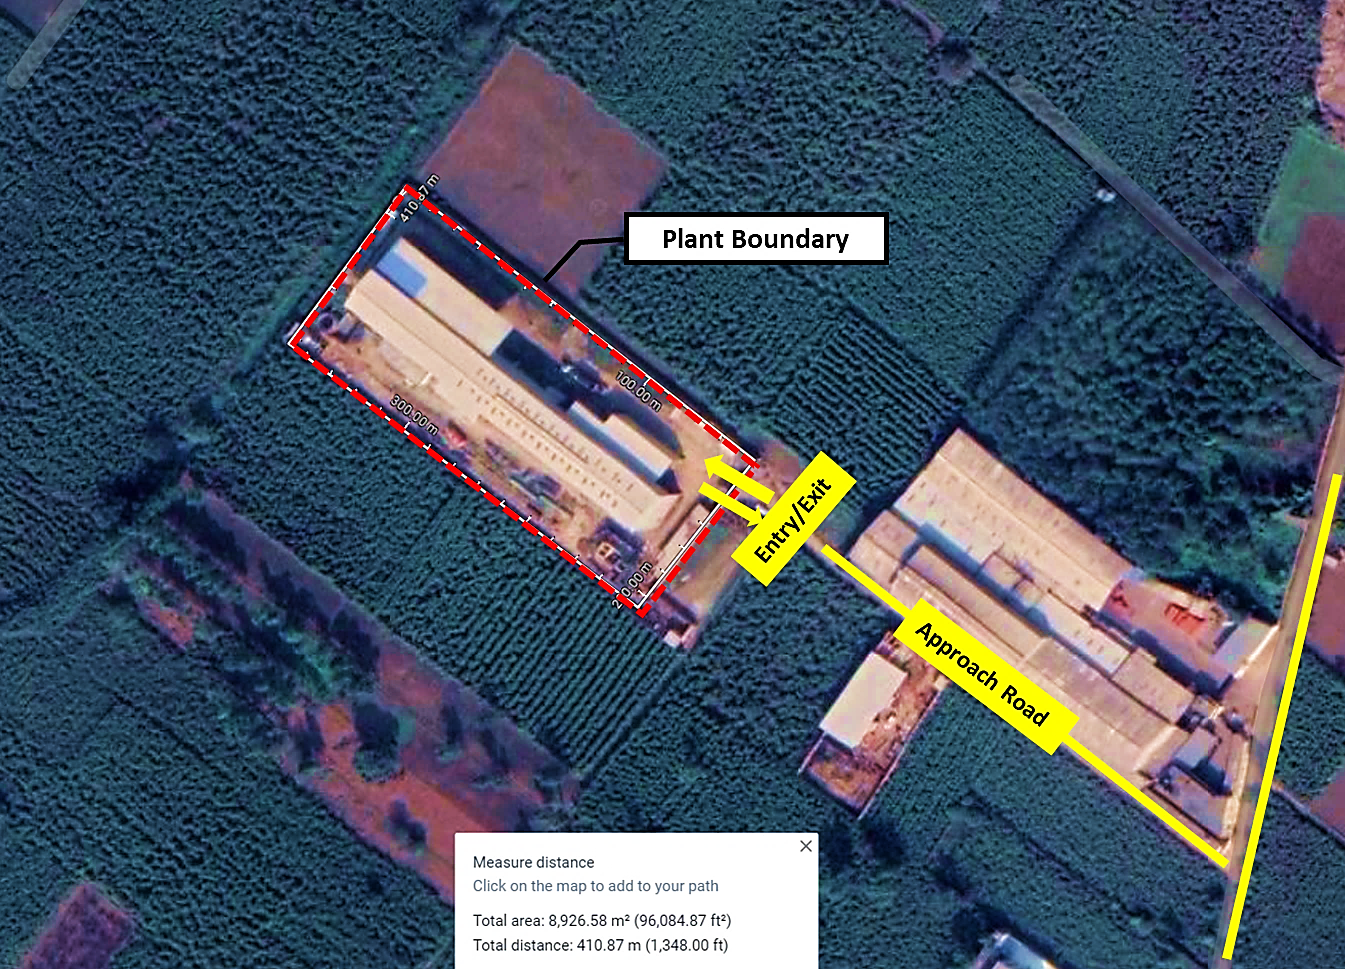 410.87 m
Plant Boundary
100.00 m
300.00 m
Entry/Exit
Approach Road
Measure distance
Click on the map to add to your path
Total area: 8,926.58 m² (96,084.87 ft²)
Total distance: 410.87 m (1,348.00 ft)